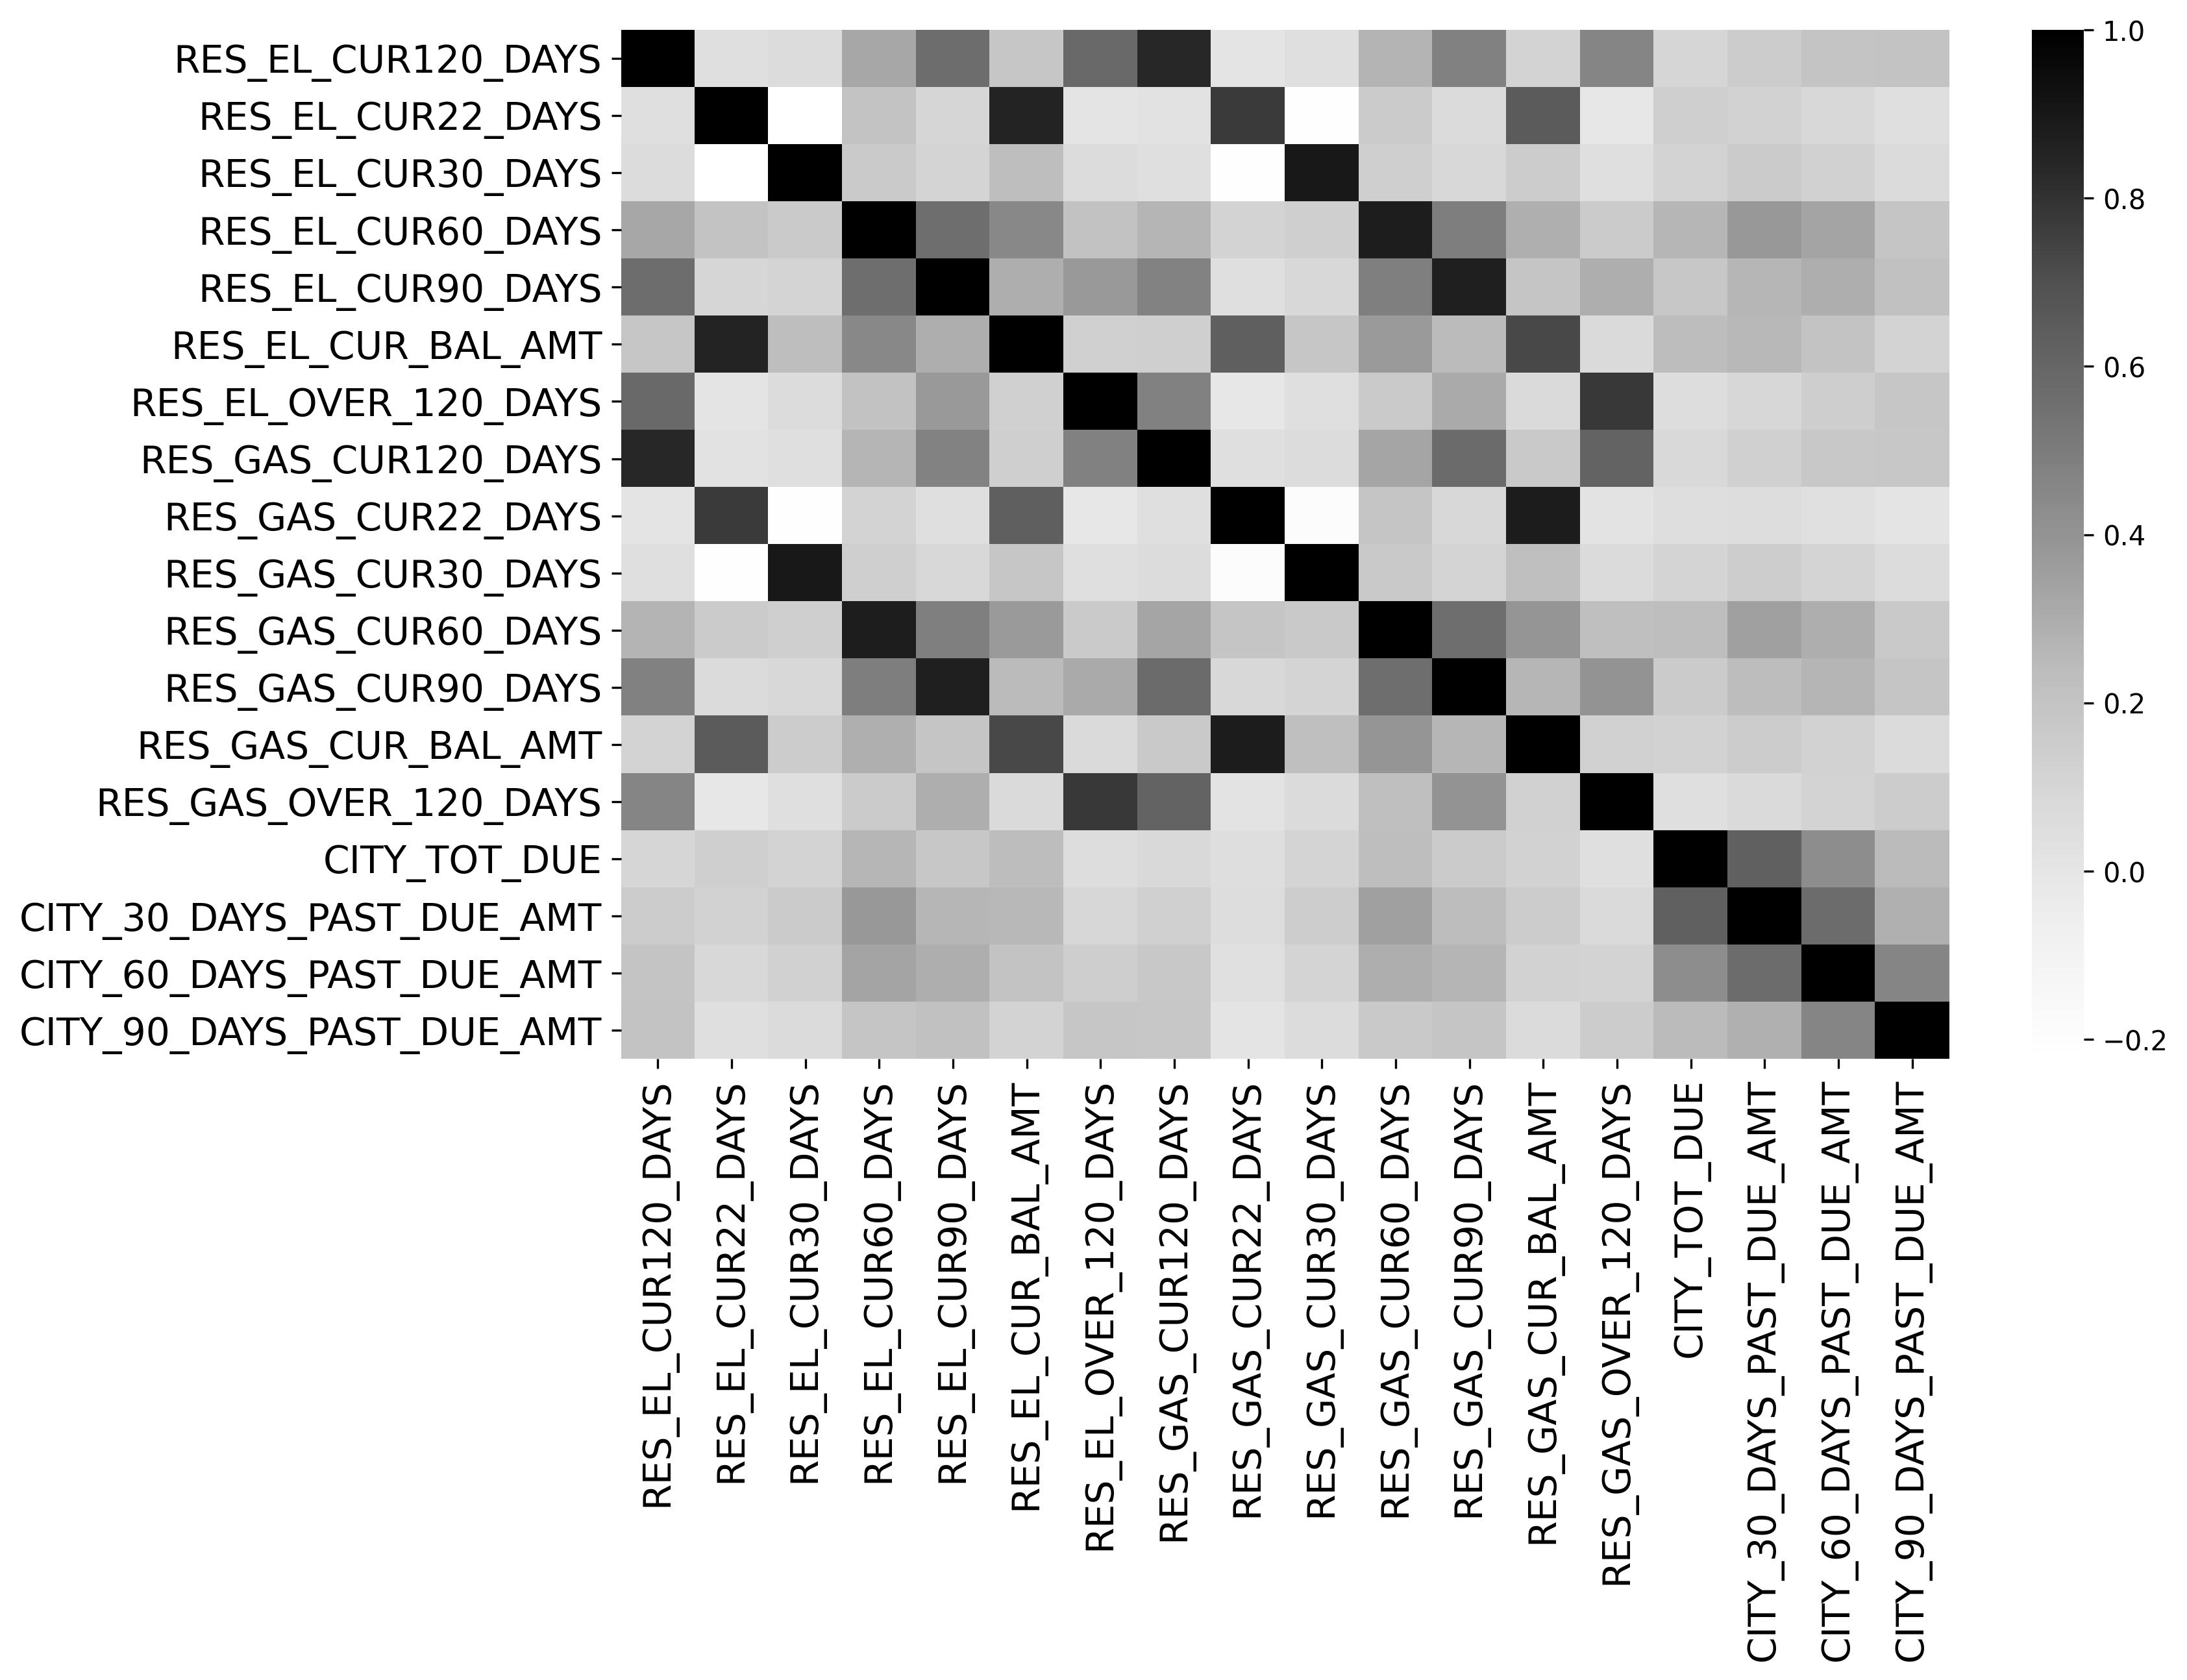 RES_EL_CUR120_DAYS
RES_EL_CUR22_DAYS
RES_EL_CUR30_DAYS
RES_EL_CUR60_DAYS
RES_EL_CUR90_DAYS
RES_EL_CUR_BAL_AMT
RES_EL_OVER_120_DAYS
RES_GAS_CUR120_DAYS
RES_GAS_CUR22_DAYS
RES_GAS_CUR30_DAYS
RES_GAS_CUR60_DAYS
RES_GAS_CUR90_DAYS
RES_GAS_CUR_BAL_AMT
RES_GAS_OVER_120_DAYS
CITY_TOT_DUE
CITY_30_DAYS_PAST_DUE_AMT
CITY_60_DAYS_PAST_DUE_AMT
CITY_90_DAYS_PAST_DUE_AMT
RES_EL_CUR120_DAYS
RES_EL_CUR22_DAYS
RES_EL_CUR30_DAYS
RES_EL_CUR60_DAYS
RES_EL_CUR90_DAYS
RES_EL_CUR_BAL_AMT
RES_EL_OVER_120_DAYS
RES_GAS_CUR120_DAYS
RES_GAS_CUR22_DAYS
RES_GAS_CUR30_DAYS
RES_GAS_CUR60_DAYS
RES_GAS_CUR90_DAYS
RES_GAS_CUR_BAL_AMT
RES_GAS_OVER_120_DAYS
CITY_TOT_DUE
CITY_30_DAYS_PAST_DUE_AMT
CITY_60_DAYS_PAST_DUE_AMT
CITY_90_DAYS_PAST_DUE_AMT
1.0
0.8
0.6
0.4
0.2
0.0
−0.2